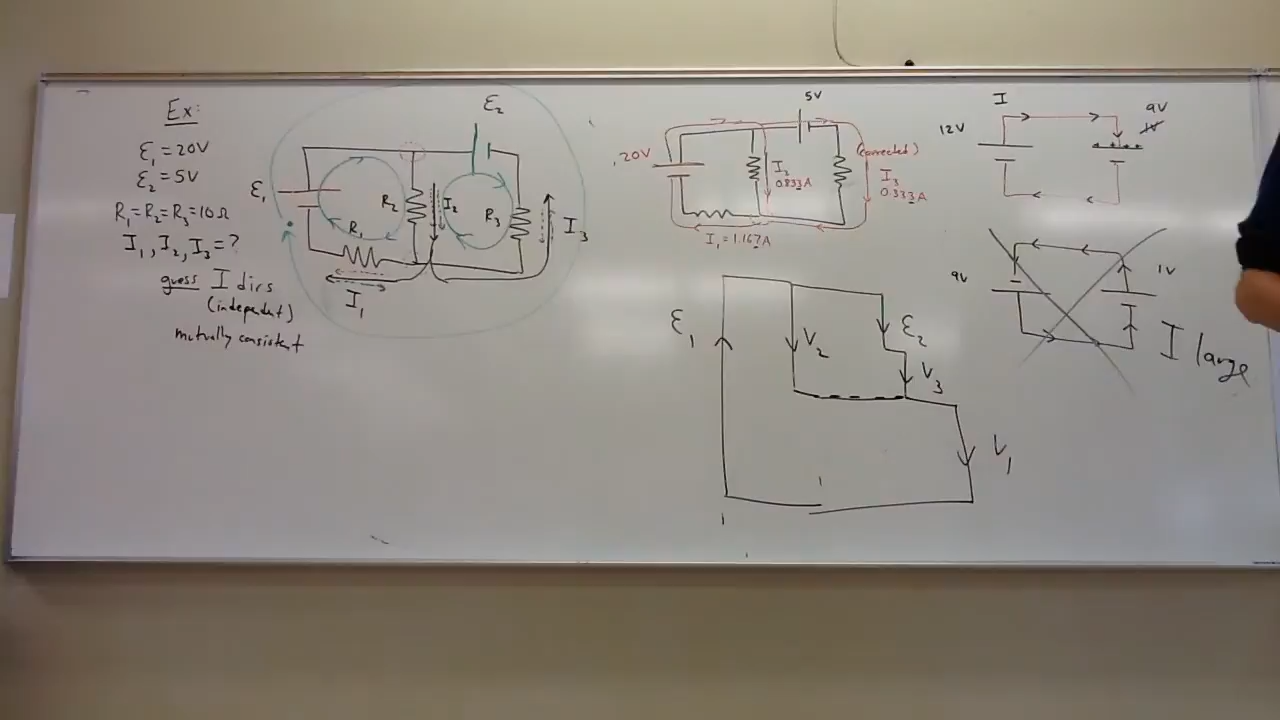 Ex:
ε₁ = 20V
ε₂ = 5V
R₁ = R₂ = R₃ = 10 Ω
I₁, I₂, I₃ = ?
guess I dirs
(independent)
mutually consistent
ε₂
ε₁
R₂
I₂
R₃
I₃
R₁
I₁
5V
20V
I₂
0.833A
(corrected)
I₃
0.333A
I₁ = 1.167A
ε₁
V₂
ε₂
V₃
V₁
I
12V
9V
1V
9V
1V
I large